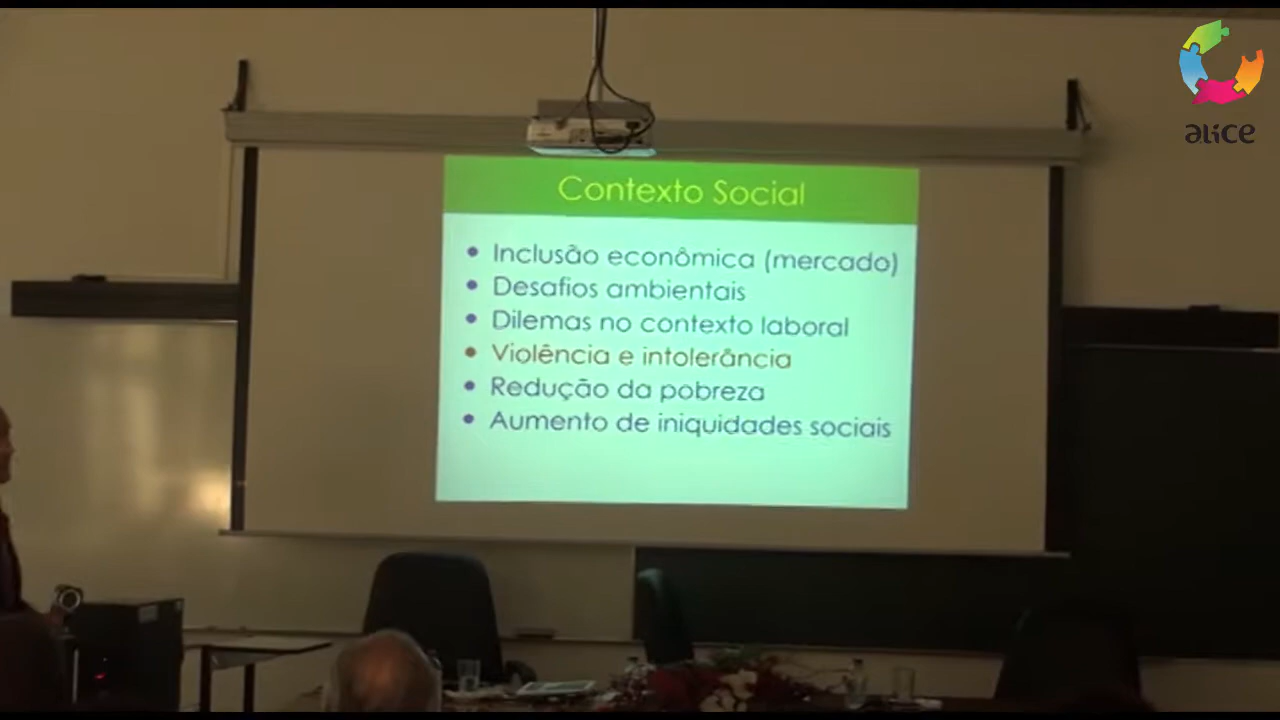 alice
Contexto Social
• Inclusão econômica (mercado)
• Desafios ambientais
• Dilemas no contexto laboral
• Violência e intolerância
• Redução da pobreza
• Aumento de iniquidades sociais